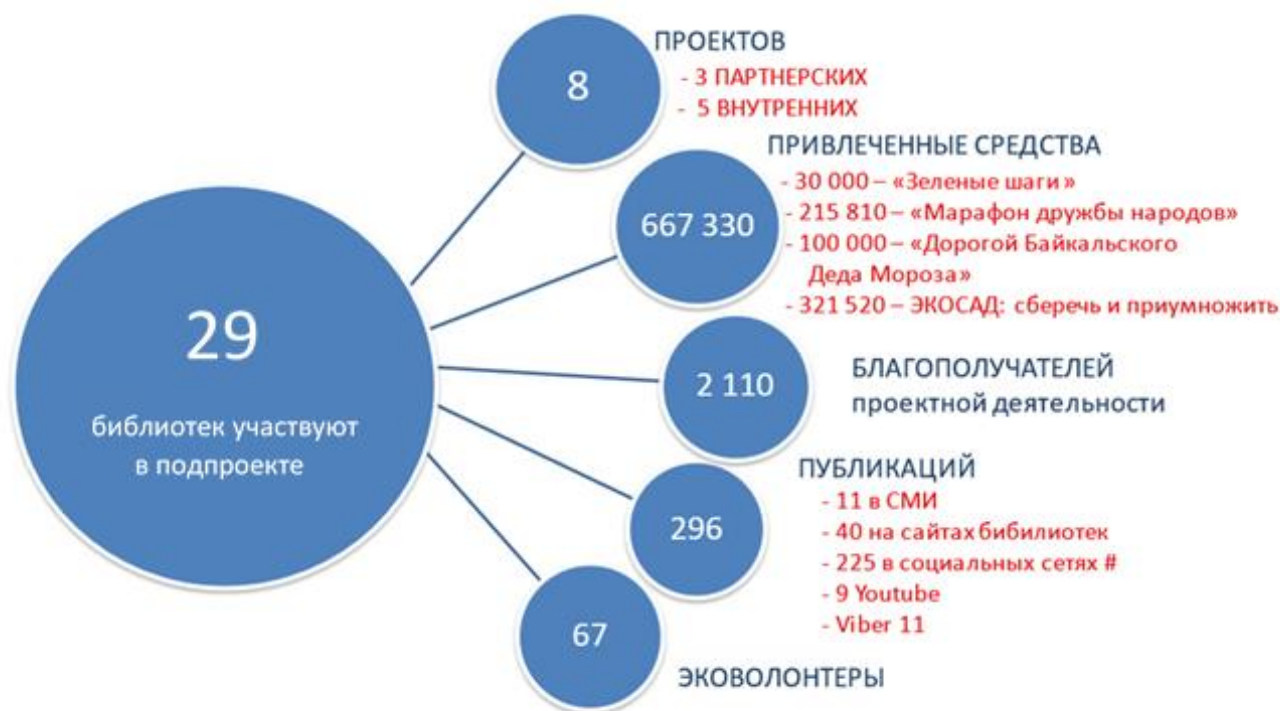 29
библиотек участвуют
в подпроекте
8
ПРОЕКТОВ
- 3 ПАРТНЕРСКИХ
- 5 ВНУТРЕННИХ
667 330
ПРИВЛЕЧЕННЫЕ СРЕДСТВА
- 30 000 – «Зеленые шаги »
- 215 810 – «Марафон дружбы народов»
- 100 000 – «Дорогой Байкальского
Деда Мороза»
- 321 520 – ЭКОСАД: сберечь и приумножить
2 110
БЛАГОПОЛУЧАТЕЛЕЙ
проектной деятельности
296
ПУБЛИКАЦИЙ
- 11 в СМИ
- 40 на сайтах бибилиотек
- 225 в социальных сетях #
- 9 Youtube
- Viber 11
67
ЭКОВОЛОНТЕРЫ